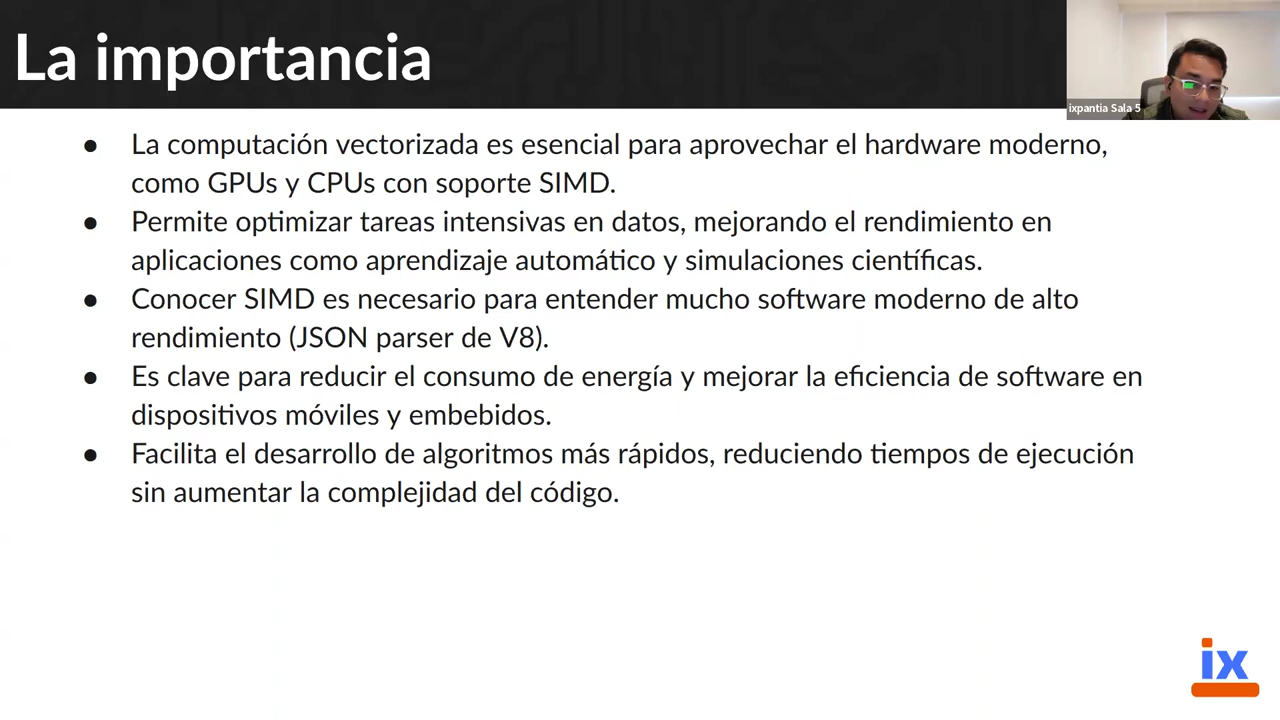 La importancia
ixpantia Sala 5
● La computación vectorizada es esencial para aprovechar el hardware moderno,
como GPUs y CPUs con soporte SIMD.
● Permite optimizar tareas intensivas en datos, mejorando el rendimiento en
aplicaciones como aprendizaje automático y simulaciones científicas.
● Conocer SIMD es necesario para entender mucho software moderno de alto
rendimiento (JSON parser de V8).
● Es clave para reducir el consumo de energía y mejorar la eficiencia de software en
dispositivos móviles y embebidos.
● Facilita el desarrollo de algoritmos más rápidos, reduciendo tiempos de ejecución
sin aumentar la complejidad del código.
ix